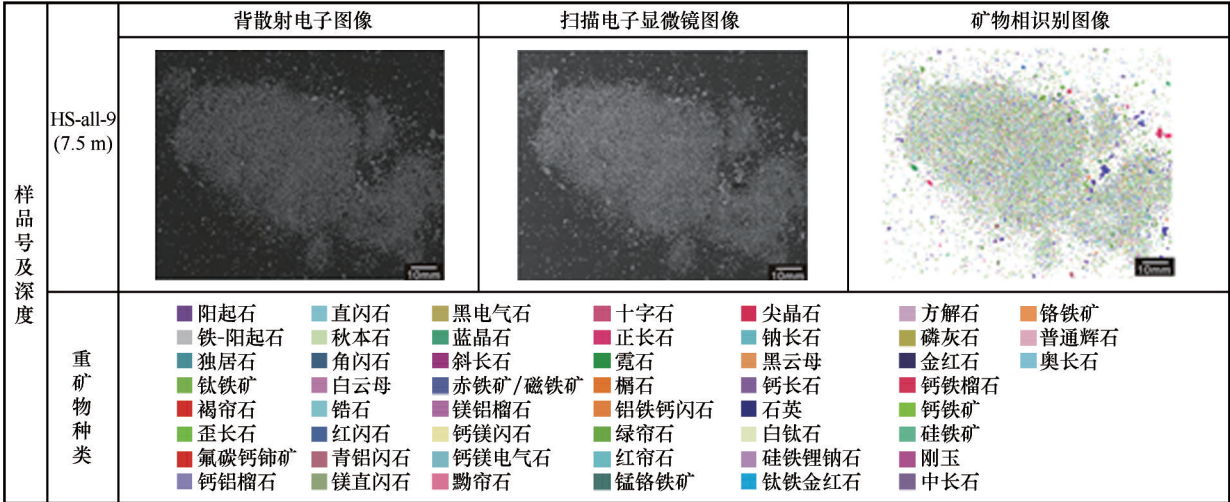 背散射电子图像 扫描电子显微镜图像 矿物相识别图像
样品号及深度
HS-all-9
(7.5 m)
10mm 10mm 10mm
重矿物种类
阳起石 直闪石 黑电气石 十字石 尖晶石 方解石 铬铁矿
铁-阳起石 秋本石 蓝晶石 正长石 钠长石 磷灰石 普通辉石
独居石 角闪石 斜长石 霓石 黑云母 金红石 奥长石
钛铁矿 白云母 赤铁矿/磁铁矿 榍石 钙长石 钙铁榴石
褐帘石 锆石 镁铝榴石 铝铁钙闪石 石英 钙铁矿
歪长石 红闪石 钙镁闪石 绿帘石 白钛石 硅铁矿
氟碳钙铈矿 青铝闪石 钙镁电气石 红帘石 硅铁锂钠石 刚玉
钙铝榴石 镁直闪石 黝帘石 锰铬铁矿 钛铁金红石 中长石